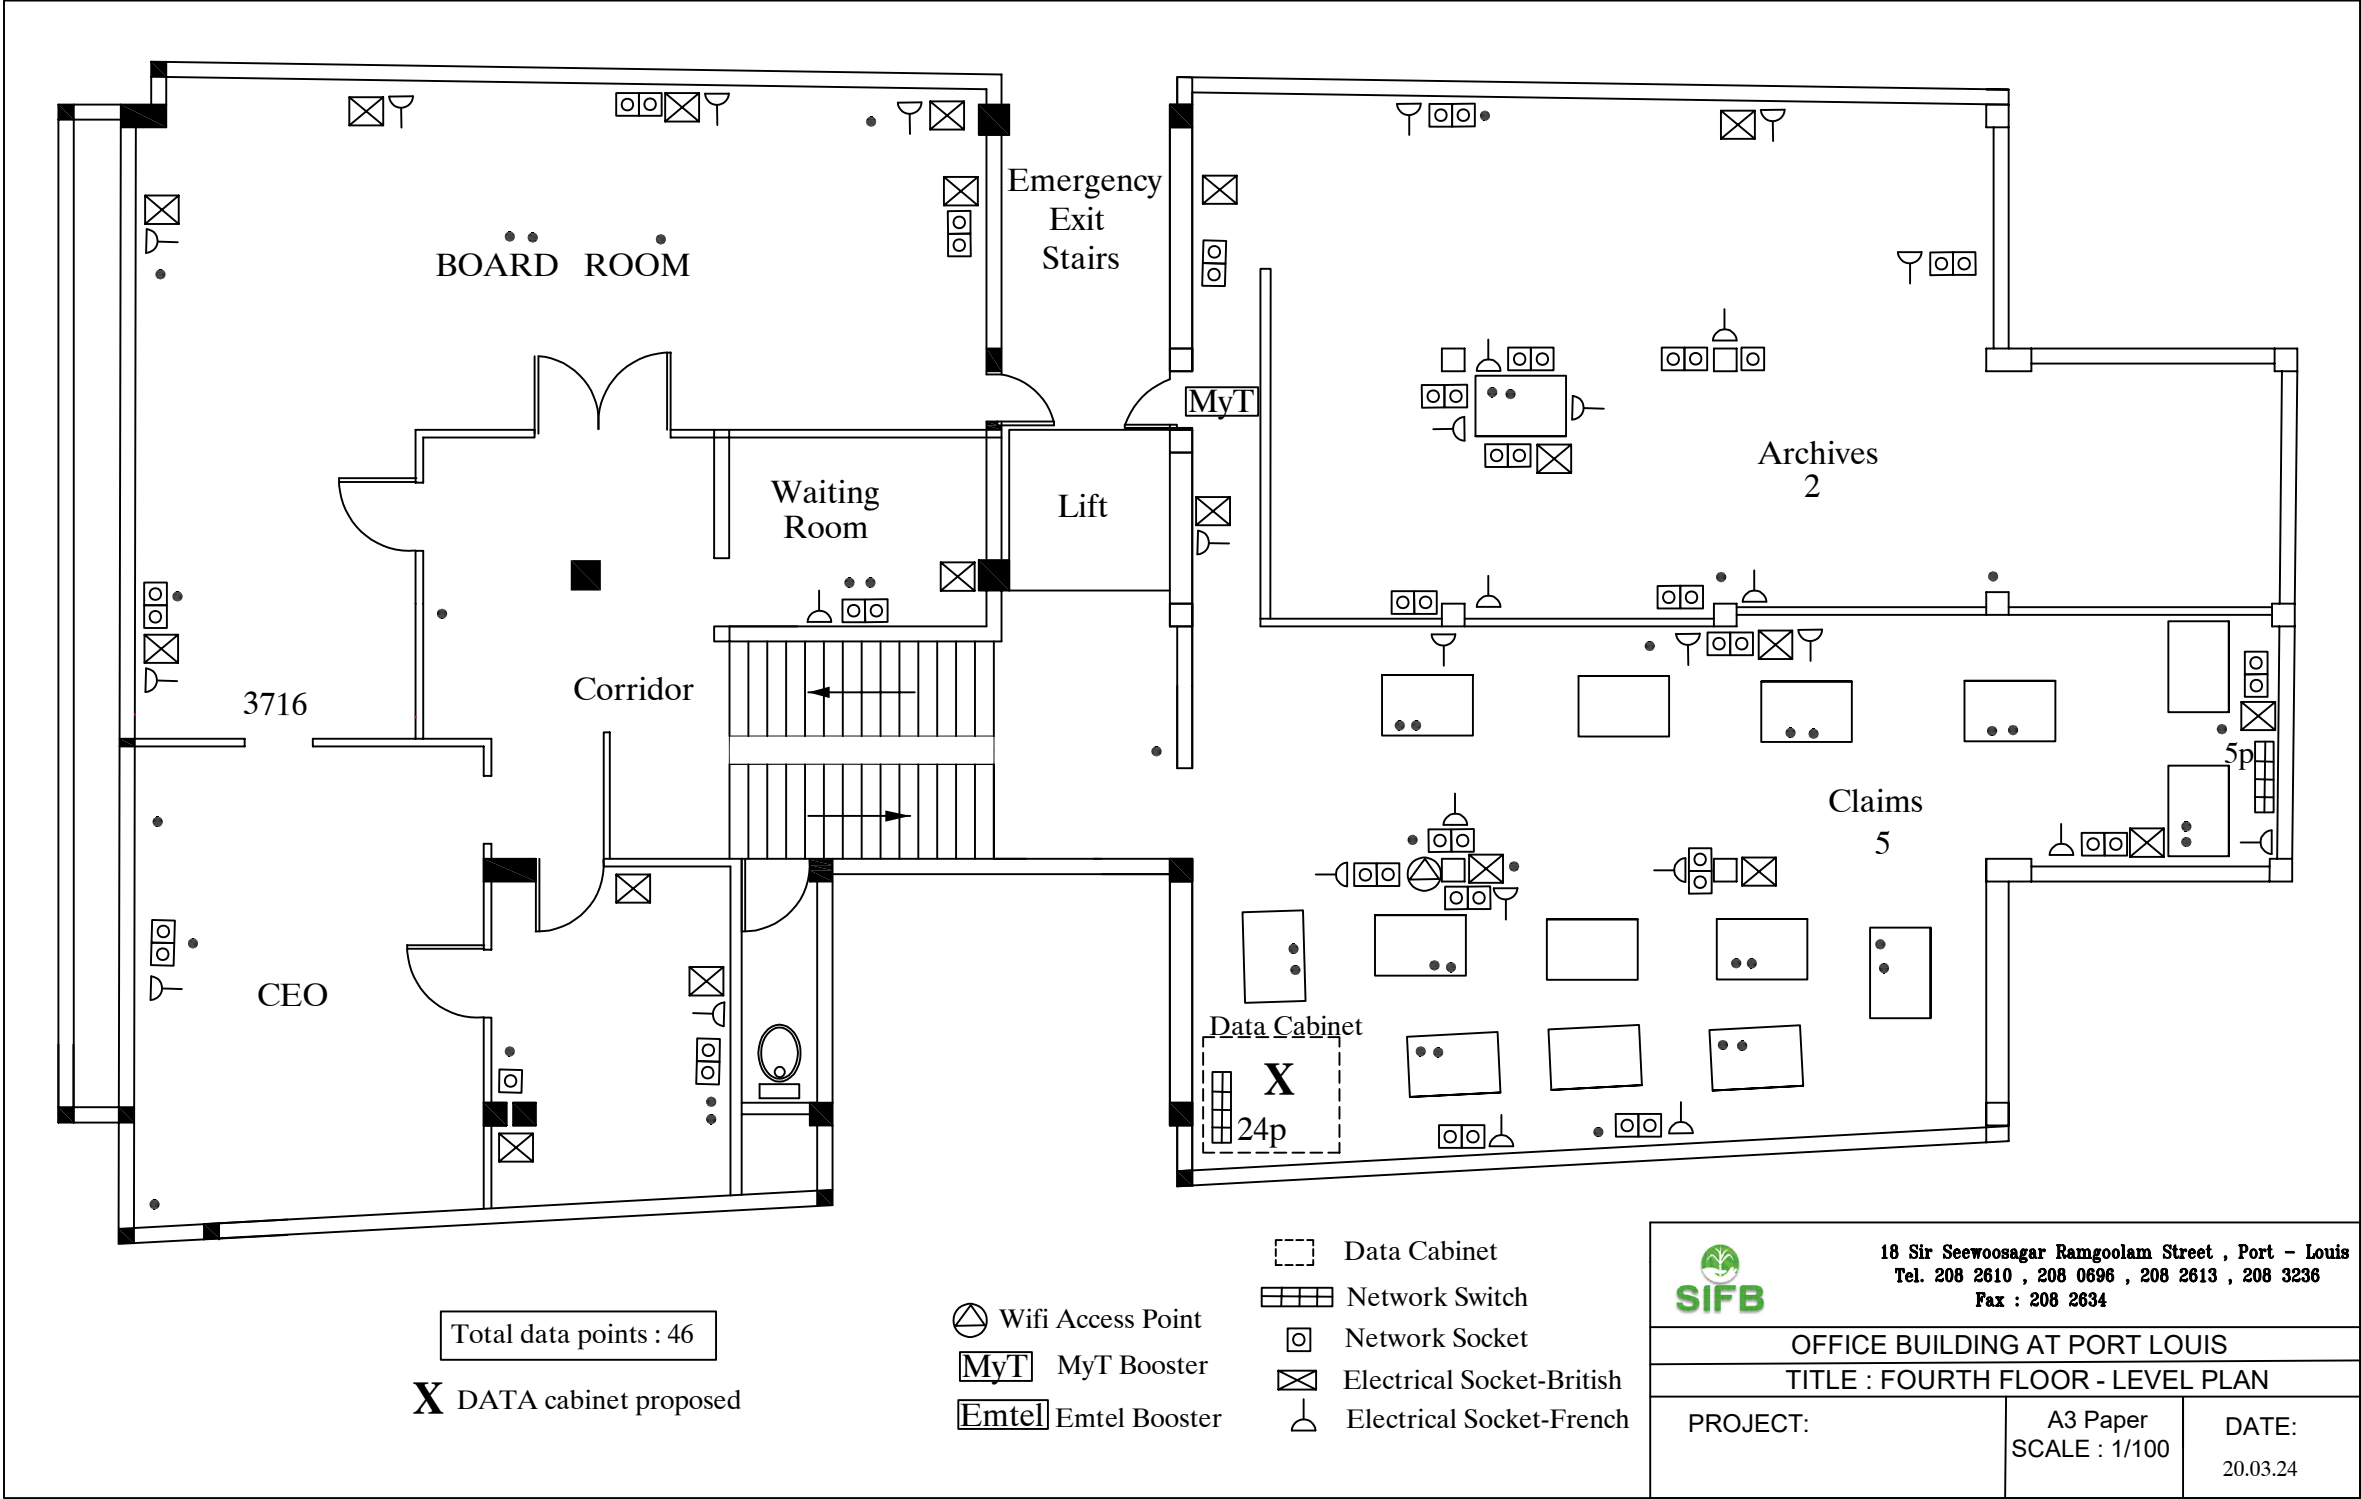 Emergency
Exit
Stairs
BOARD ROOM
MyT
Archives
2
Waiting
Room
Lift
3716
Corridor
5p
Claims
5
CEO
Data Cabinet
X
24p
Total data points : 46
X DATA cabinet proposed
Wifi Access Point
MyT MyT Booster
Emtel Emtel Booster
Data Cabinet
Network Switch
Network Socket
Electrical Socket-British
Electrical Socket-French
SIFB
18 Sir Seewoosagar Ramgoolam Street , Port - Louis
Tel. 208 2610 , 208 0696 , 208 2613 , 208 3236
Fax : 208 2634
OFFICE BUILDING AT PORT LOUIS
TITLE : FOURTH FLOOR - LEVEL PLAN
PROJECT:
A3 Paper
SCALE : 1/100
DATE:
20.03.24